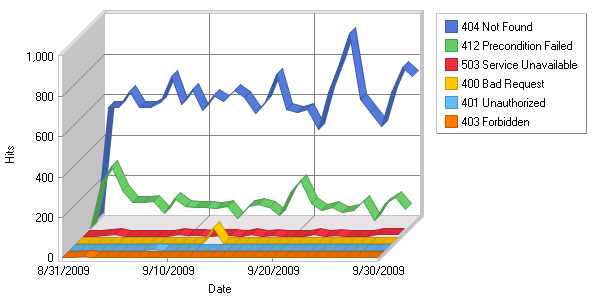 404 Not Found
412 Precondition Failed
503 Service Unavailable
400 Bad Request
401 Unauthorized
403 Forbidden
1,000
800
600
400
200
0
Hits
8/31/2009
9/10/2009
9/20/2009
9/30/2009
Date